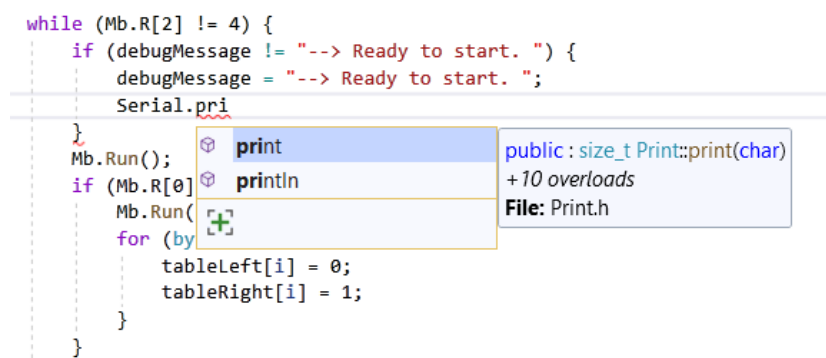 while (Mb.R[2] != 4) {
if (debugMessage != "--> Ready to start. ") {
debugMessage = "--> Ready to start. ";
Serial.pri
}
print
println
public : size_t Print::print(char)
+10 overloads
File: Print.h
Mb.Run();
if (Mb.R[0]
Mb.Run(
for (by
tableLeft[i] = 0;
tableRight[i] = 1;
}
}